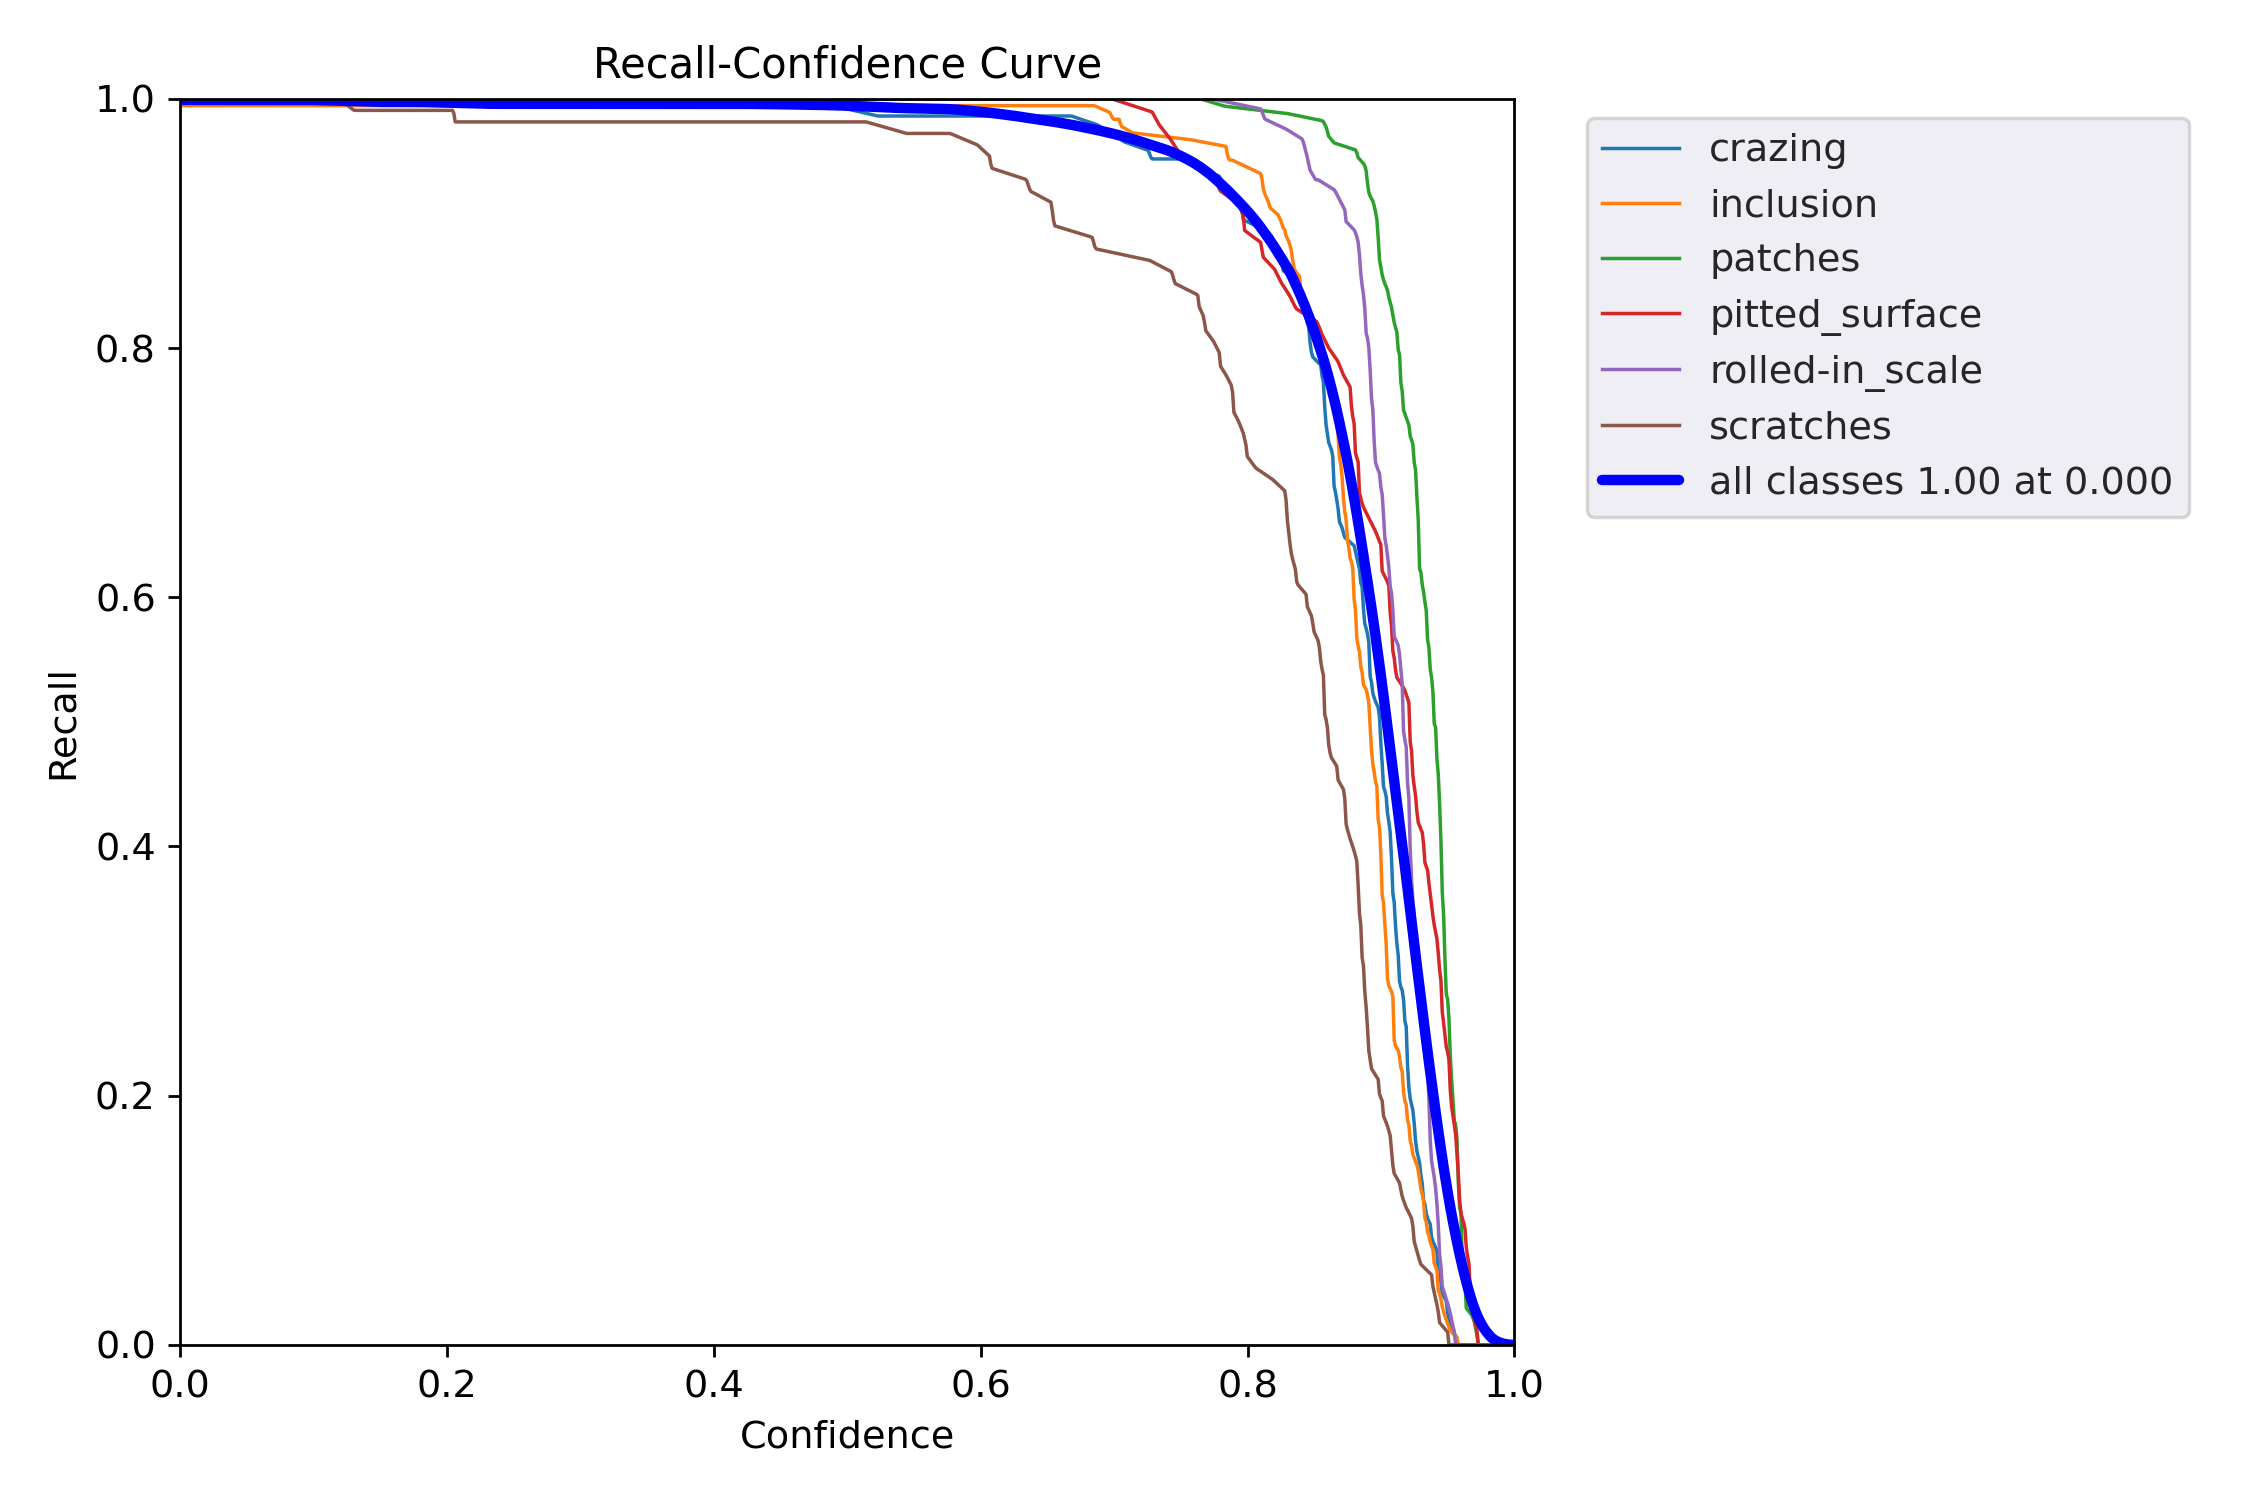 Recall-Confidence Curve
1.0
0.8
0.6
0.4
0.2
0.0
Recall
0.0 0.2 0.4 0.6 0.8 1.0
Confidence
crazing
inclusion
patches
pitted_surface
rolled-in_scale
scratches
all classes 1.00 at 0.000